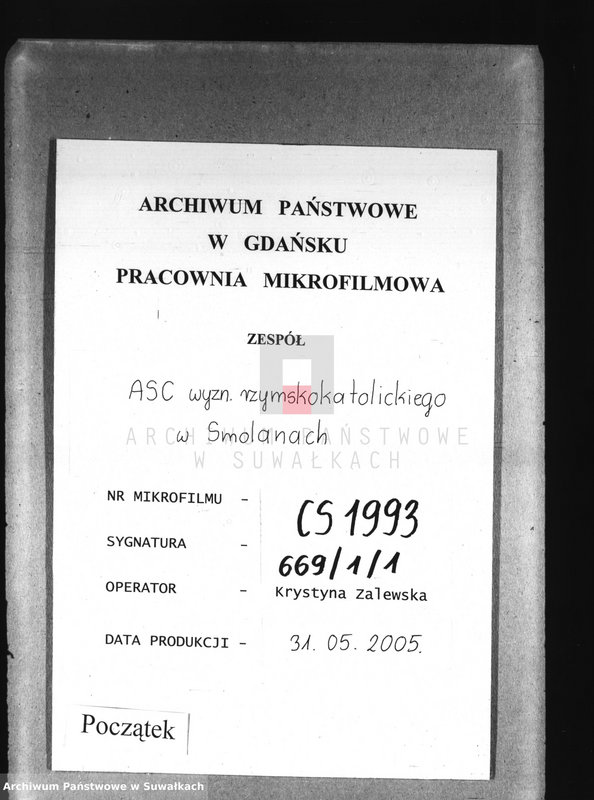 ARCHIWUM PAŃSTWOWE
W GDAŃSKU
PRACOWNIA MIKROFILMOWA
ZESPÓŁ
ASC wyzn. rzymskokatolickiego
w Smolanach
ARCHIWUM PAŃSTWOWE
W SUWAŁKACH
NR MIKROFILMU - CS 1993
SYGNATURA - 669/1/1
OPERATOR - Krystyna Zalewska
DATA PRODUKCJI - 31. 05. 2005.
Początek
Archiwum Państwowe w Suwałkach